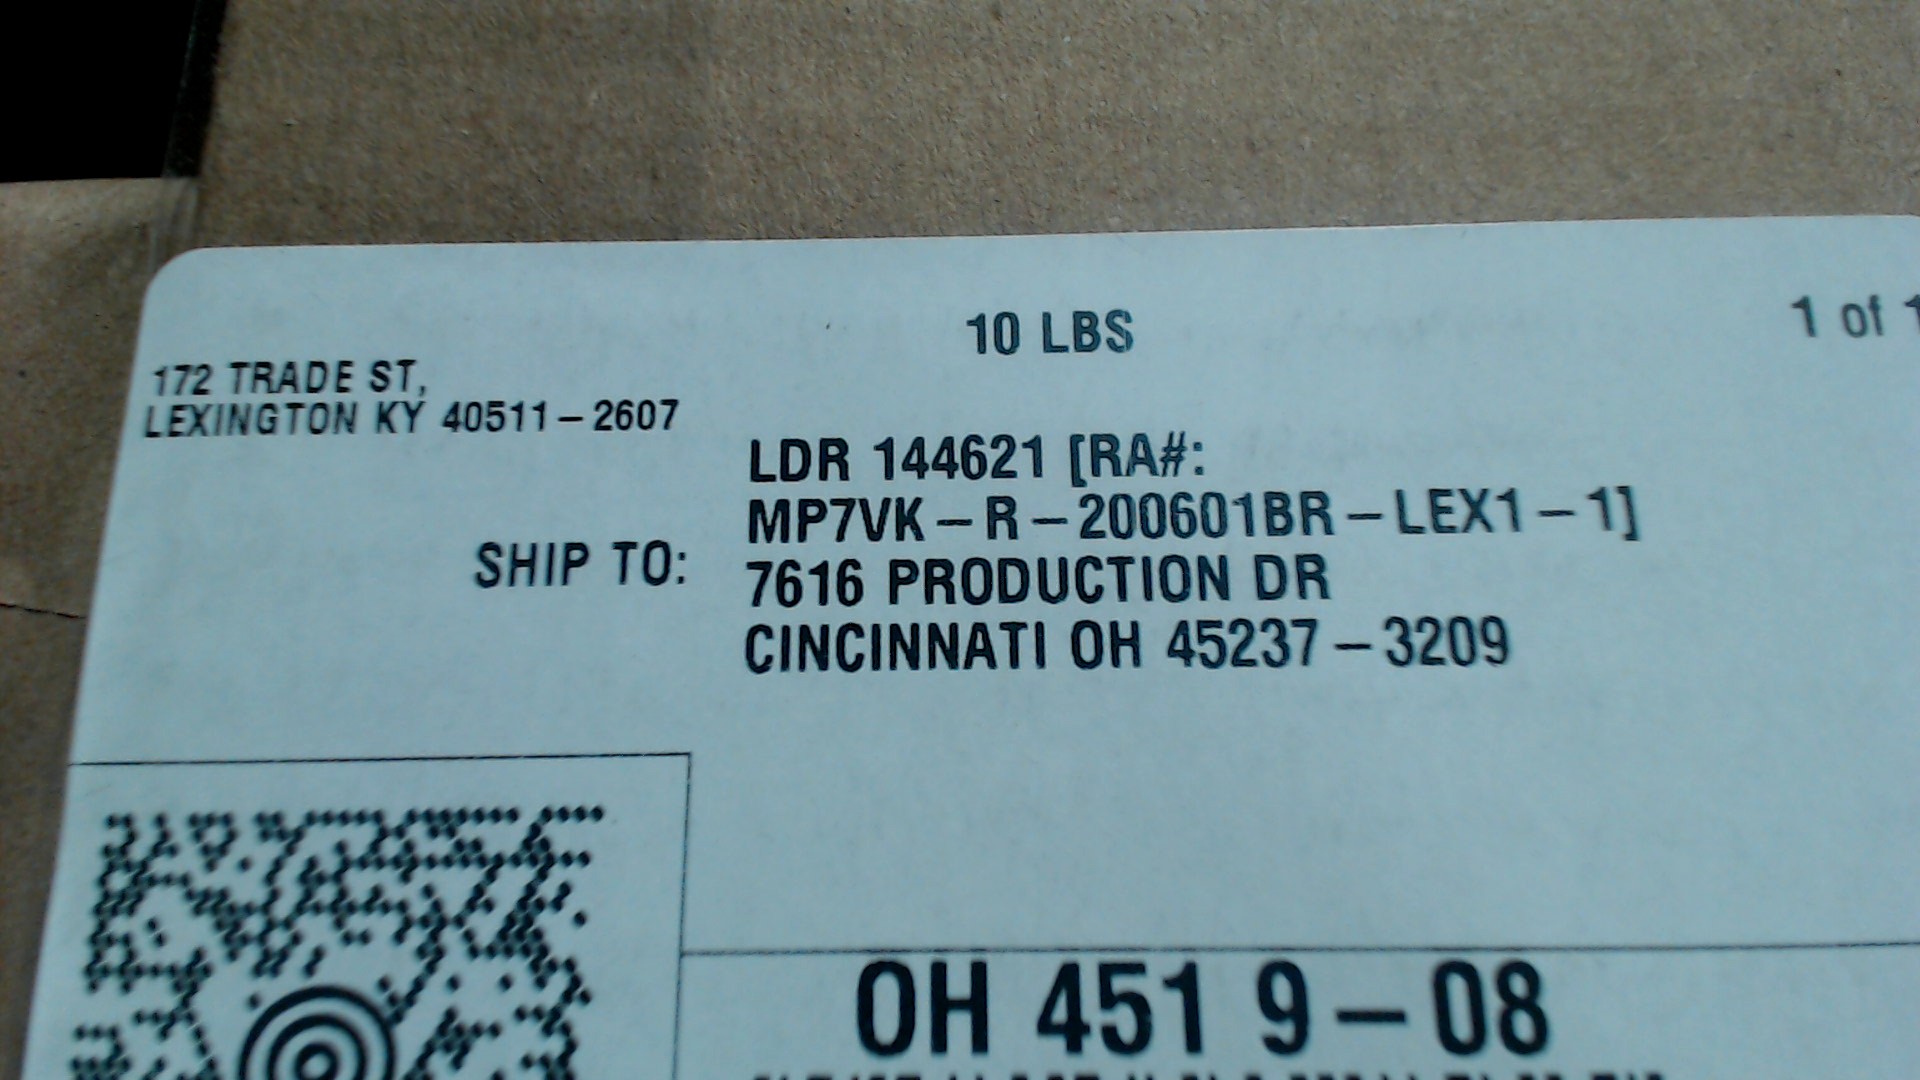 10 LBS
1 of 1
172 TRADE ST,
LEXINGTON KY 40511-2607
SHIP TO:
LDR 144621 [RA#:
MP7VK-R-200601BR-LEX1-1]
7616 PRODUCTION DR
CINCINNATI OH 45237-3209
OH 451 9-08